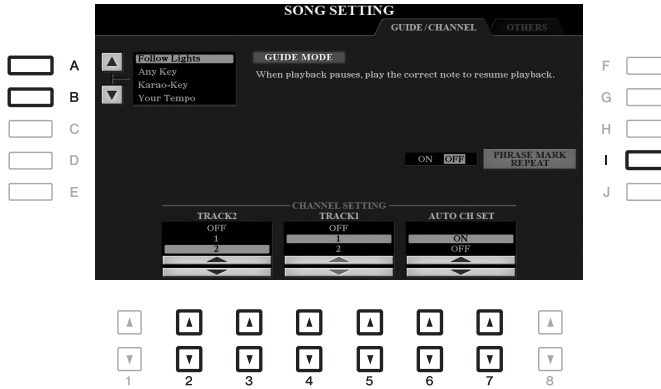 SONG SETTING
GUIDE/CHANNEL OTHERS
Follow Lights
Any Key
Karao-Key
Your Tempo
GUIDE MODE
When playback pauses, play the correct note to resume playback.
ON OFF
PHRASE MARK
REPEAT
CHANNEL SETTING
TRACK2
OFF
1
2
TRACK1
OFF
1
2
AUTO CH SET
ON
OFF
A
B
C
D
E
F
G
H
I
J
1 2 3 4 5 6 7 8